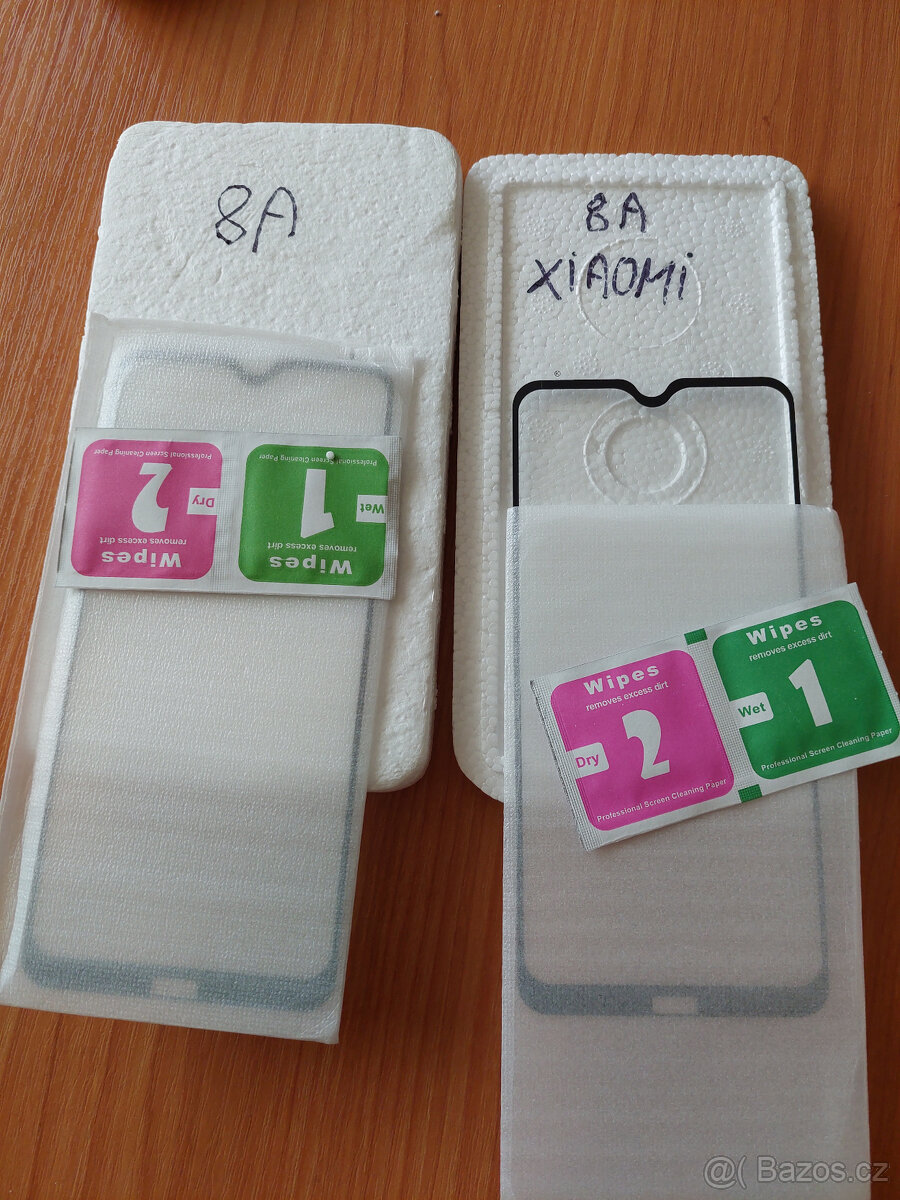 8A
8A
XiAOMi
®
Professional Screen Cleaning Paper
2
Dry
removes excess dirt
Wipes
Professional Screen Cleaning Paper
1
Wet
removes excess dirt
Wipes
Wipes
removes excess dirt
Dry
2
Professional Screen Cleaning Paper
Wipes
removes excess dirt
Wet
1
Professional Screen Cleaning Paper
@( Bazos.cz